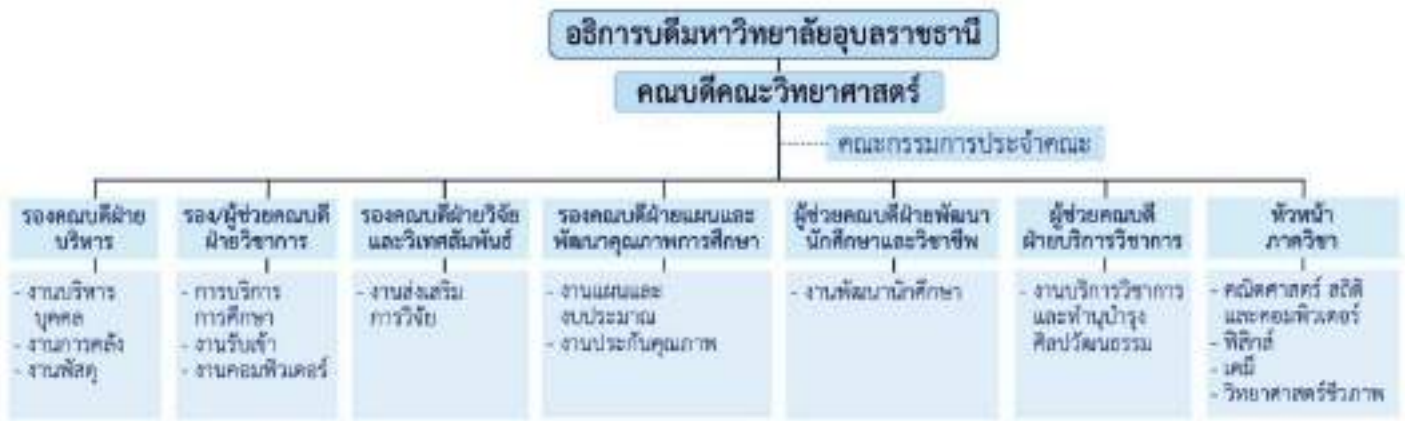 อธิการบดีมหาวิทยาลัยอุบลราชธานี
คณบดีคณะวิทยาศาสตร์
คณะกรรมการประจำคณะ
รองคณบดีฝ่าย
บริหาร
- งานบริหาร
บุคคล
- งานการคลัง
- งานพัสดุ
รอง/ผู้ช่วยคณบดี
ฝ่ายวิชาการ
- การบริการ
การศึกษา
- งานรับเข้า
- งานคอมพิวเตอร์
รองคณบดีฝ่ายวิจัย
และวิเทศสัมพันธ์
- งานส่งเสริม
การวิจัย
รองคณบดีฝ่ายแผนและ
พัฒนาคุณภาพการศึกษา
- งานแผนและ
งบประมาณ
- งานประกันคุณภาพ
ผู้ช่วยคณบดีฝ่ายพัฒนา
นักศึกษาและวิชาชีพ
- งานพัฒนานักศึกษา
ผู้ช่วยคณบดี
ฝ่ายบริการวิชาการ
- งานบริการวิชาการ
และทำนุบำรุง
ศิลปวัฒนธรรม
หัวหน้า
ภาควิชา
- คณิตศาสตร์ สถิติ
และคอมพิวเตอร์
- ฟิสิกส์
- เคมี
- วิทยาศาสตร์ชีวภาพ